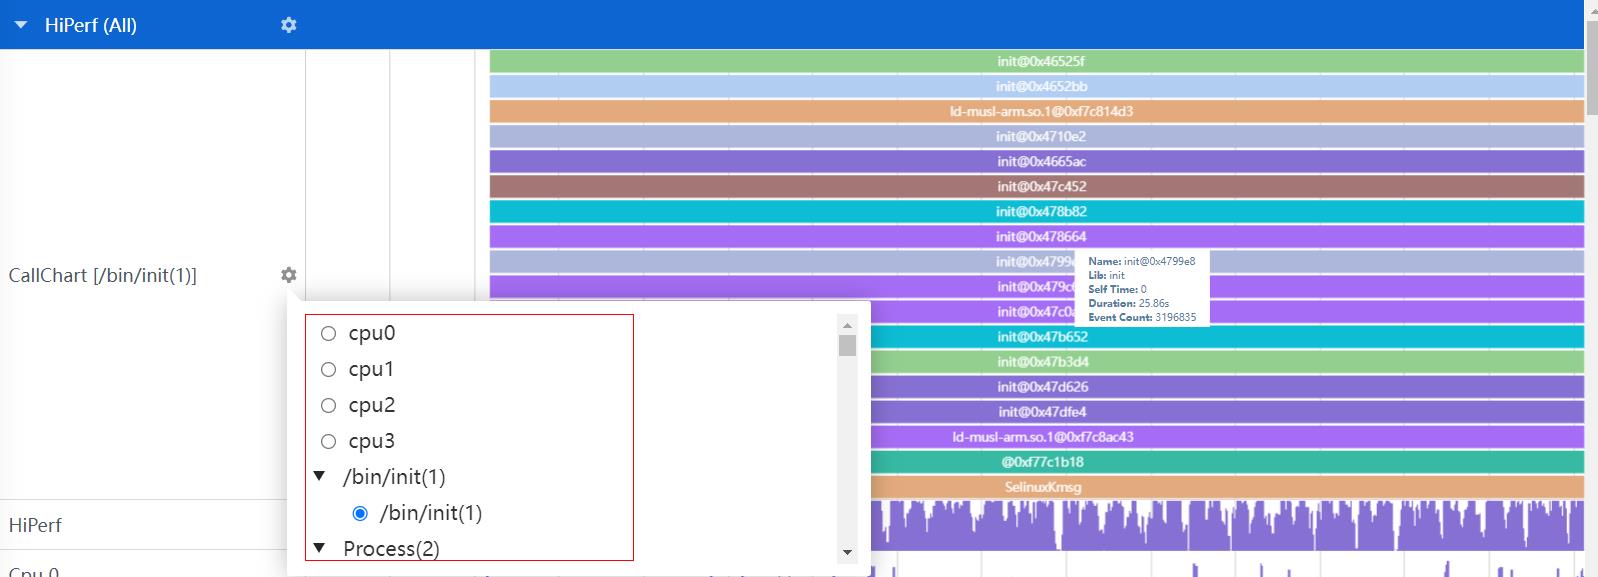 HiPerf (All)
init@0x46525f
init@0x4652bb
ld-musl-arm.so.1@0xf7c814d3
init@0x4710e2
init@0x4665ac
init@0x47c452
init@0x478b82
init@0x478664
init@0x4799
CallChart [/bin/init(1)]
Name: init@0x4799e8
Lib: init
Self Time: 0
Duration: 25.86s
Event Count: 3196835
init@0x479c
init@0x47c0
init@0x47b652
init@0x47b3d4
init@0x47d626
init@0x47dfe4
ld-musl-arm.so.1@0xf7c8ac43
@0xf77c1b18
SelinuxKmsg
cpu0
cpu1
cpu2
cpu3
/bin/init(1)
/bin/init(1)
Process(2)
HiPerf
Cpu 0